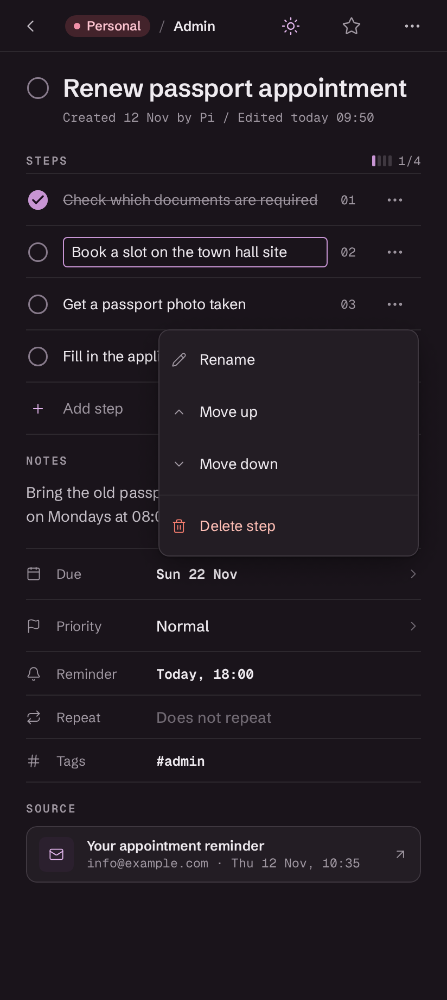 Personal / Admin
Renew passport appointment
Created 12 Nov by Pi / Edited today 09:50
STEPS 1/4
Check which documents are required 01
Book a slot on the town hall site 02
Get a passport photo taken 03
Fill in the appli
Rename
Move up
Move down
Delete step
Add step
NOTES
Bring the old passp
on Mondays at 08:0
Due Sun 22 Nov
Priority Normal
Reminder Today, 18:00
Repeat Does not repeat
Tags #admin
SOURCE
Your appointment reminder
info@example.com · Thu 12 Nov, 10:35